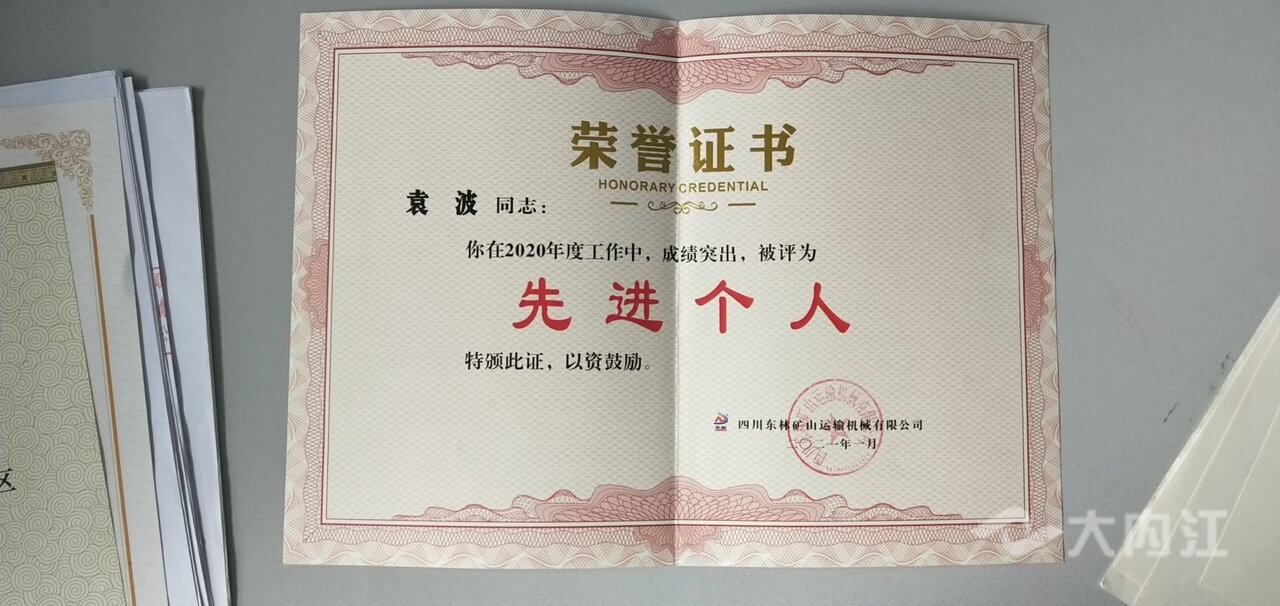 荣誉证书
HONORARY CREDENTIAL
袁 波 同志：
你在2020年度工作中，成绩突出，被评为
先进个人
特颁此证，以资鼓励。
四川东林矿山运输机械有限公司
二〇二一年一月
大内江
区